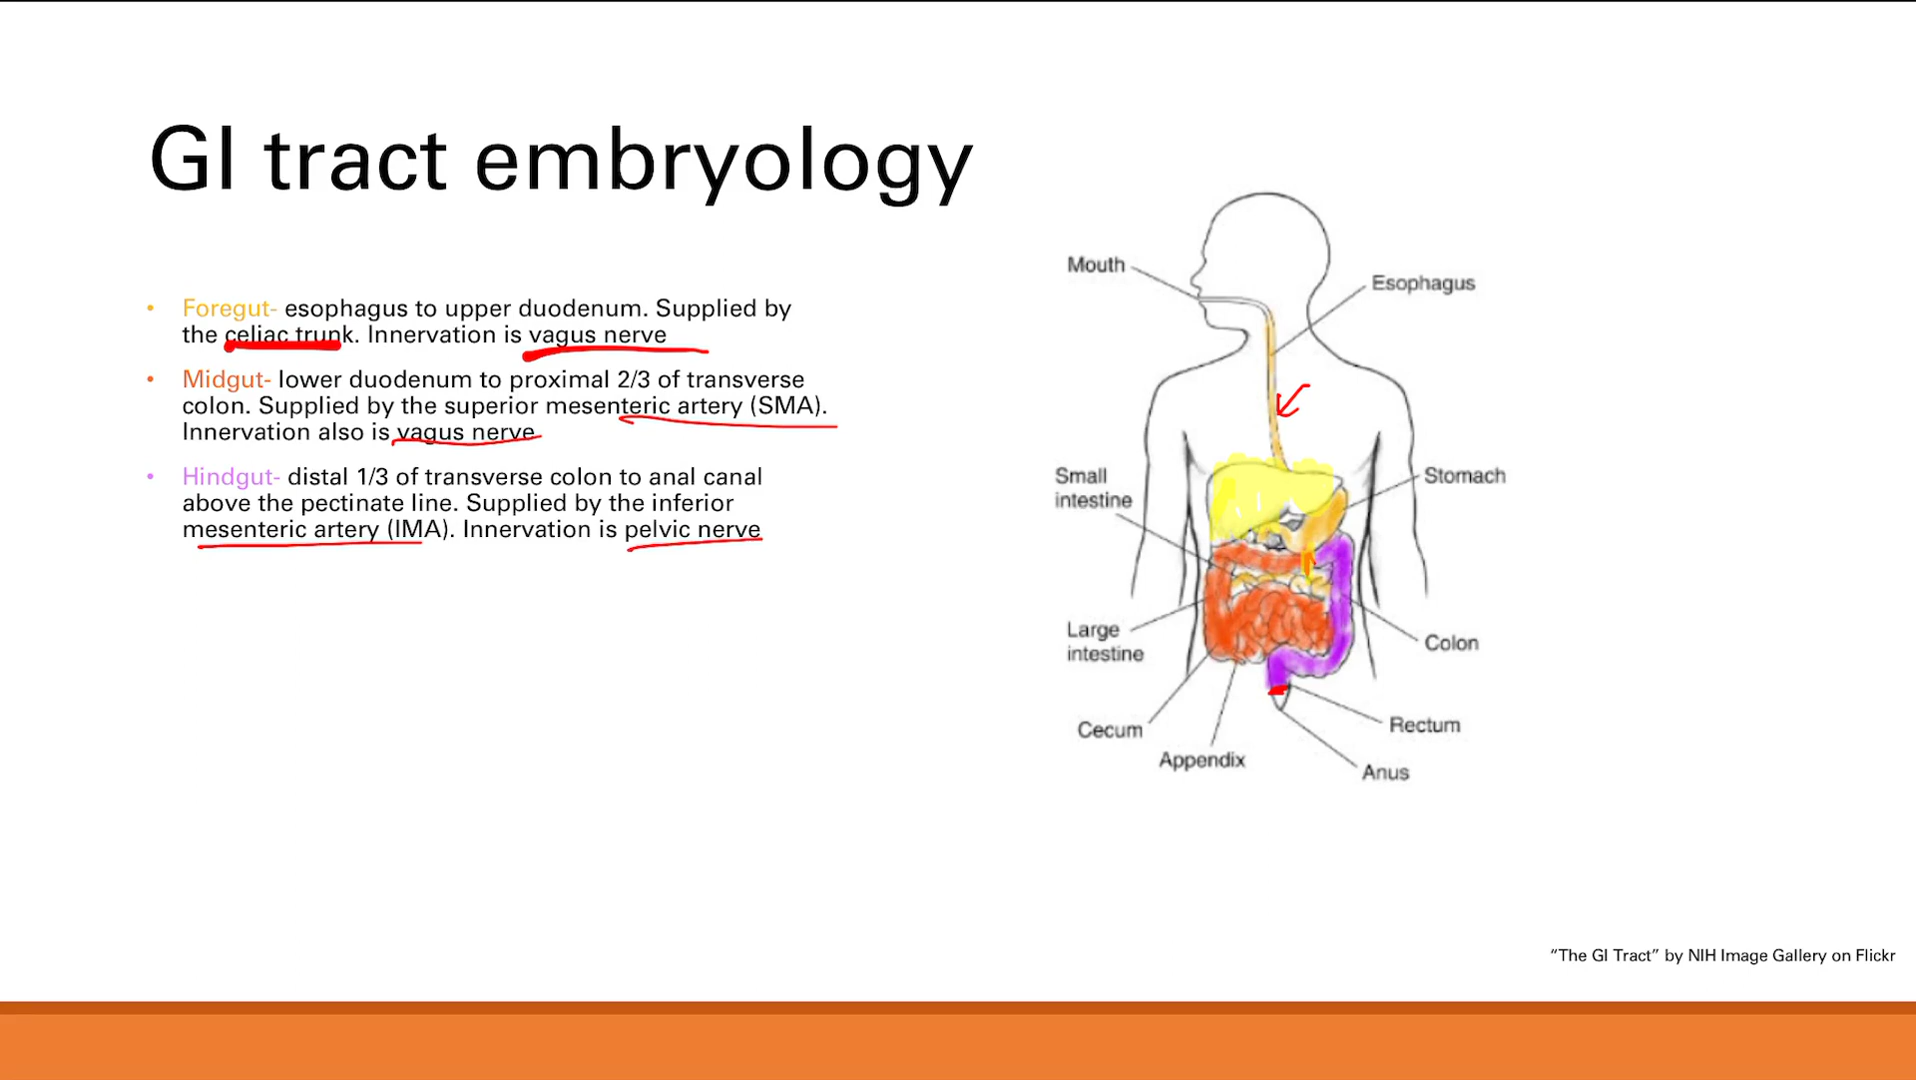 GI tract embryology
• Foregut- esophagus to upper duodenum. Supplied by
the celiac trunk. Innervation is vagus nerve
• Midgut- lower duodenum to proximal 2/3 of transverse
colon. Supplied by the superior mesenteric artery (SMA).
Innervation also is vagus nerve
• Hindgut- distal 1/3 of transverse colon to anal canal
above the pectinate line. Supplied by the inferior
mesenteric artery (IMA). Innervation is pelvic nerve
Mouth
Esophagus
Small
intestine
Stomach
Large
intestine
Colon
Cecum
Rectum
Appendix
Anus
“The GI Tract” by NIH Image Gallery on Flickr